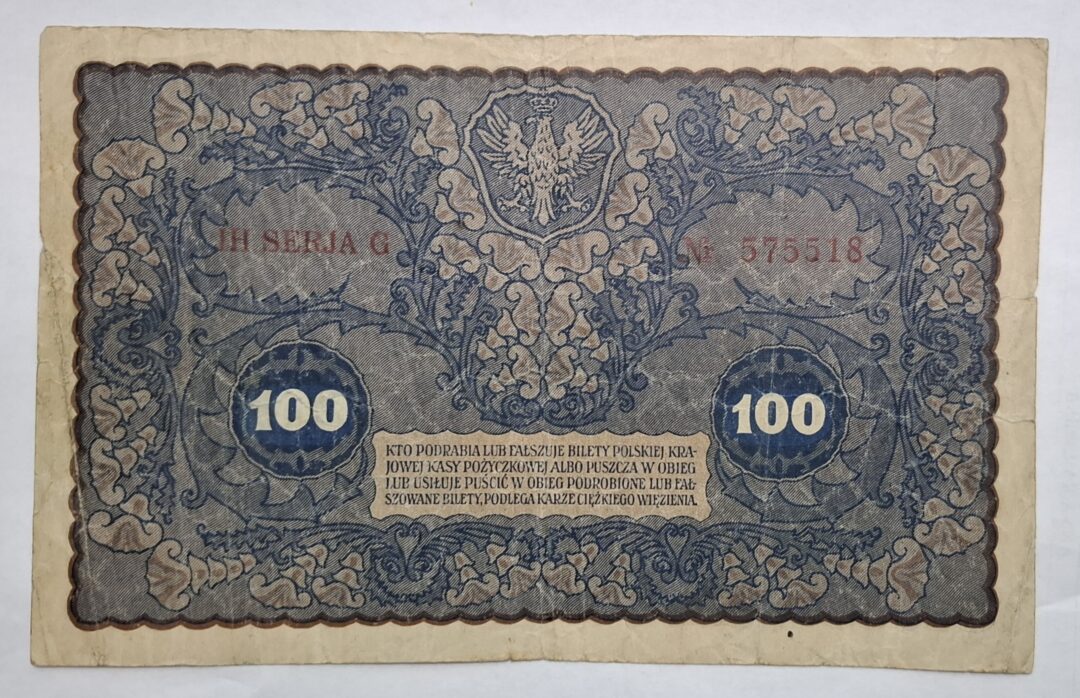 IH SERJA G
№ 575518
100
100
KTO PODRABIA LUB FAŁSZUJE BILETY POLSKIEJ KRA-
JOWEJ KASY POŻYCZKOWEJ ALBO PUSZCZA W OBIEG
LUB USIŁUJE PUŚCIĆ W OBIEG PODROBIONE LUB FAŁ-
SZOWANE BILETY, PODLEGA KARZE CIĘŻKIEGO WIĘZIENIA.